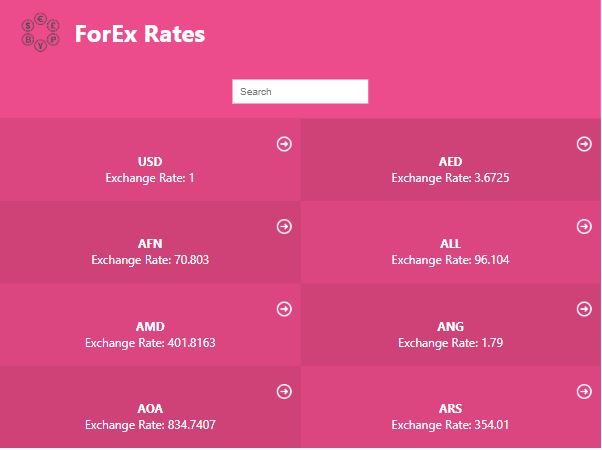 $ € £ B ¥ P
ForEx Rates
Search
USD
Exchange Rate: 1
AED
Exchange Rate: 3.6725
AFN
Exchange Rate: 70.803
ALL
Exchange Rate: 96.104
AMD
Exchange Rate: 401.8163
ANG
Exchange Rate: 1.79
AOA
Exchange Rate: 834.7407
ARS
Exchange Rate: 354.01